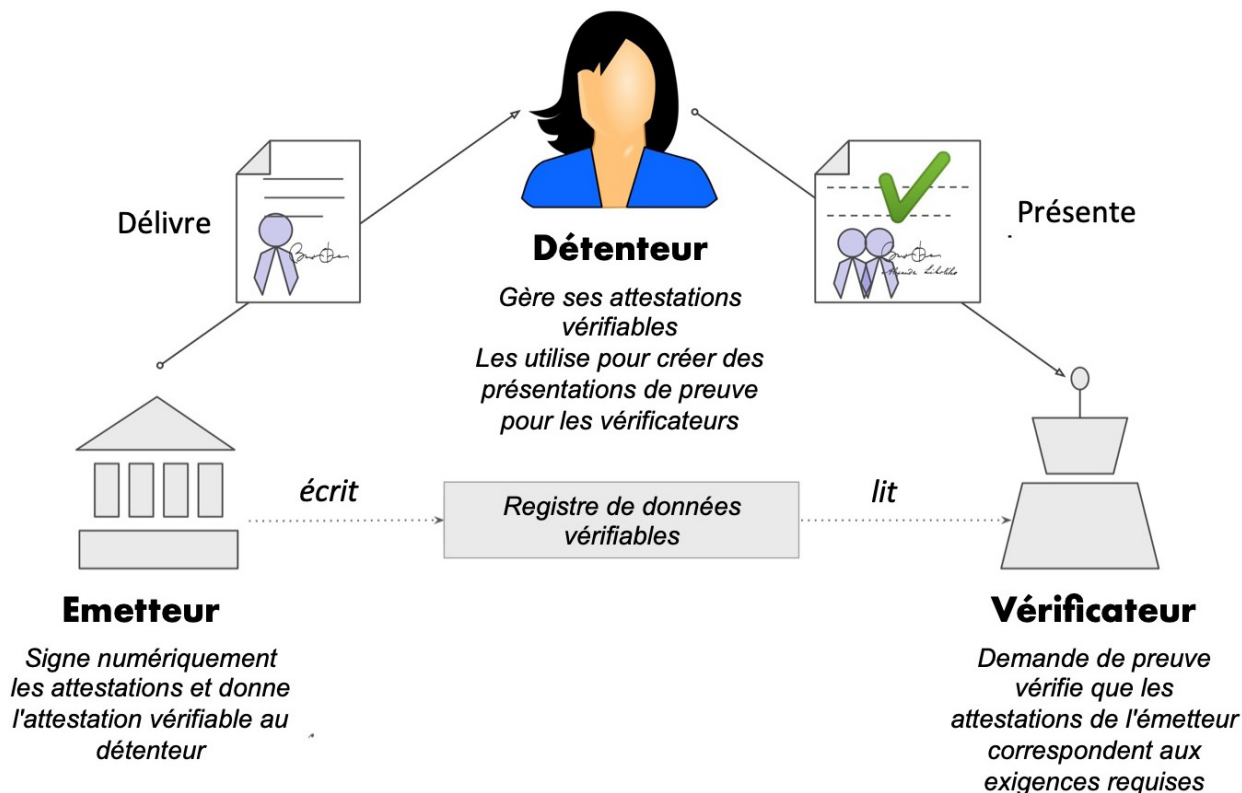 Délivre
Présente
Détenteur
Gère ses attestations
vérifiables
Les utilise pour créer des
présentations de preuve
pour les vérificateurs
écrit
Registre de données
vérifiables
lit
Emetteur
Signe numériquement
les attestations et donne
l'attestation vérifiable au
détenteur
Vérificateur
Demande de preuve
vérifie que les
attestations de l'émetteur
correspondent aux
exigences requises